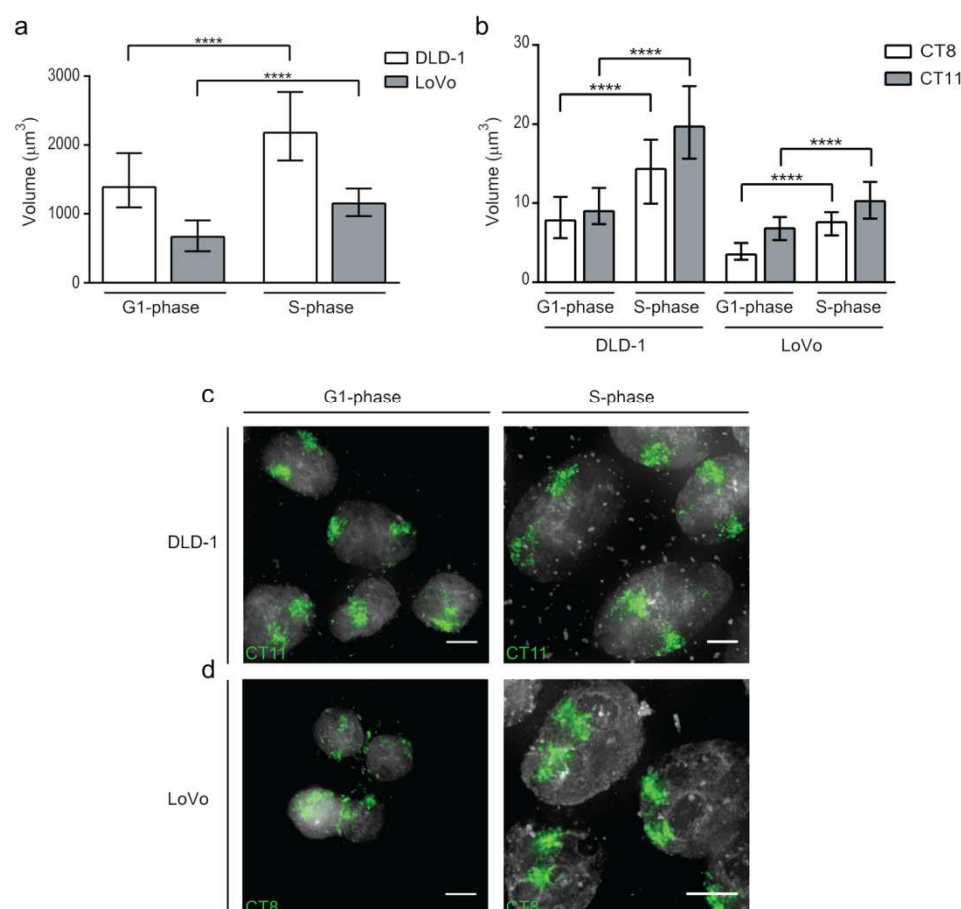 a
b
****
****
DLD-1
LoVo
3000
2000
1000
0
Volume (μm³)
G1-phase
S-phase
****
****
****
****
CT8
CT11
30
20
10
0
Volume (μm³)
G1-phase
S-phase
G1-phase
S-phase
DLD-1
LoVo
c
G1-phase
S-phase
DLD-1
CT11
CT11
d
LoVo
CT8
CT8